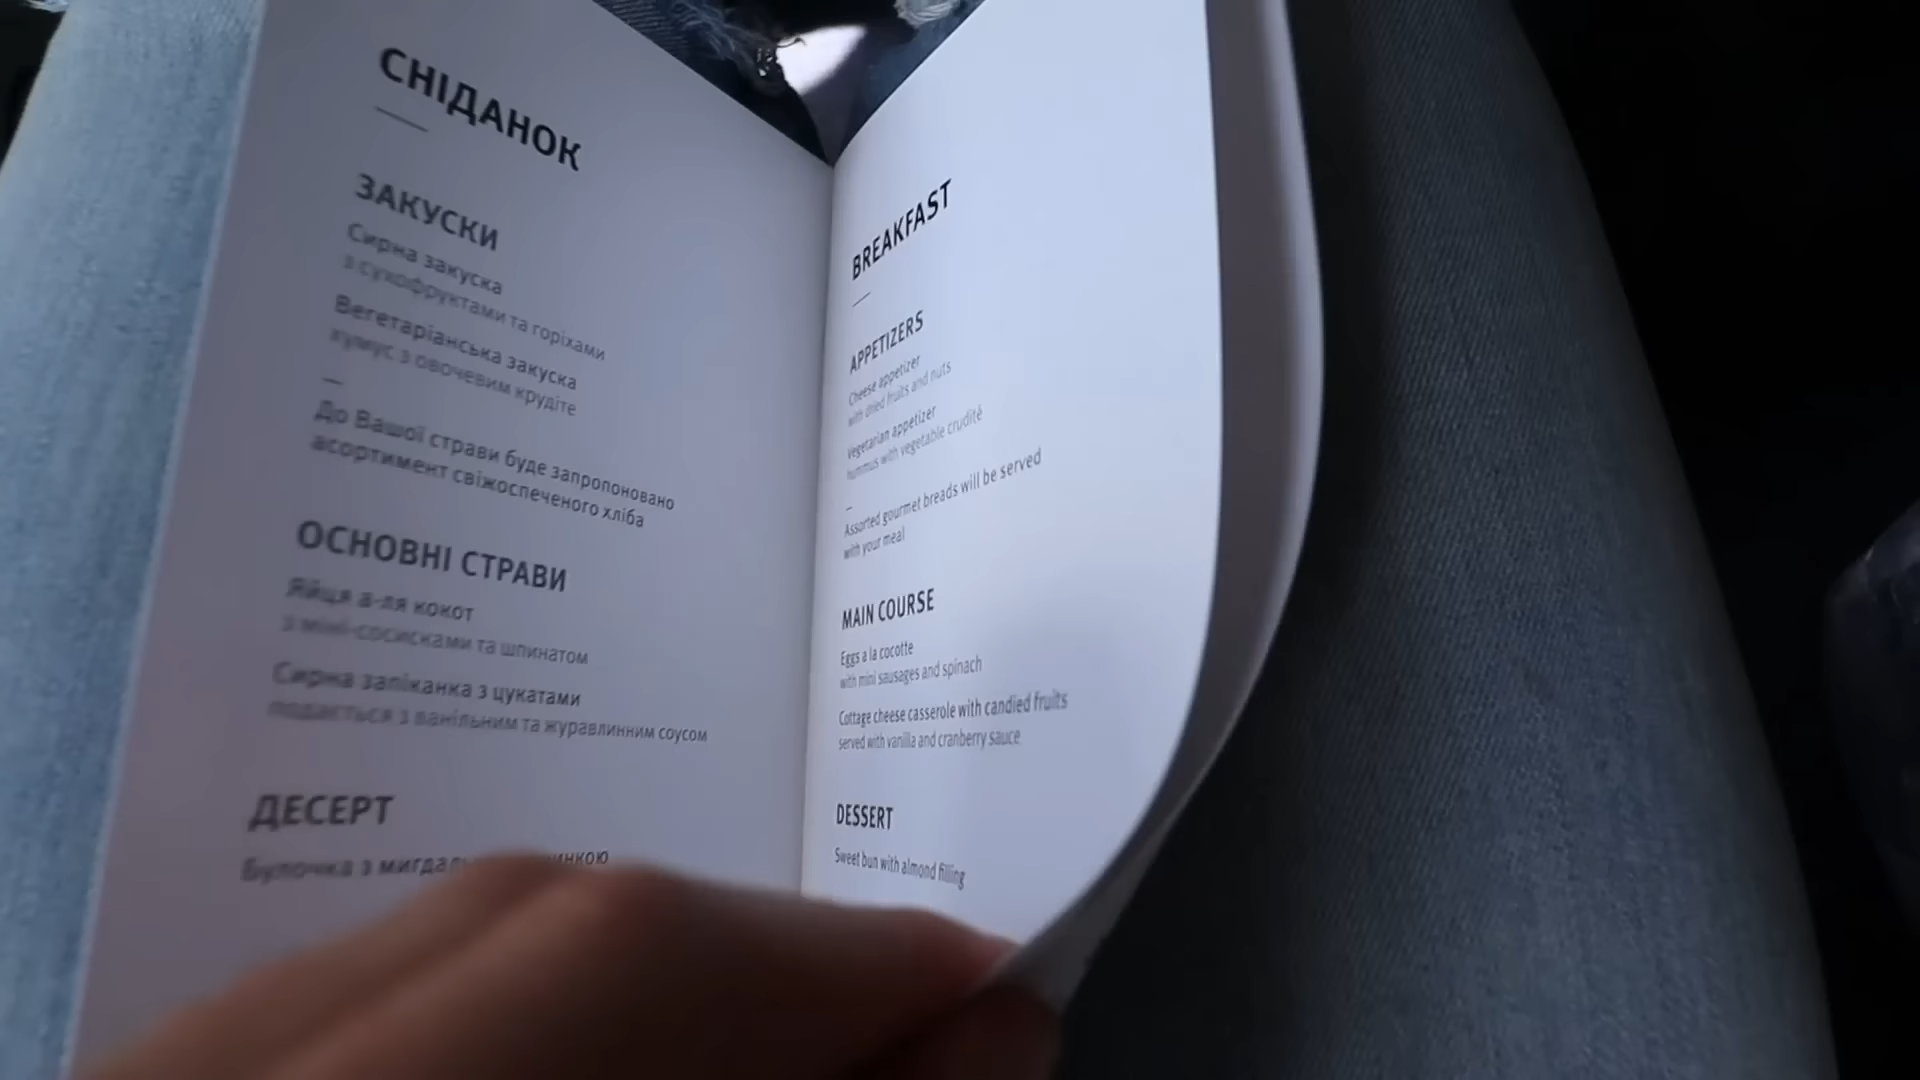 СНІДАНОК
ЗАКУСКИ
Сирна закуска
з сухофруктами та горіхами
Вегетаріанська закуска
хумус з овочевим крудіте
—
До Вашої страви буде запропоновано
асортимент свіжоспеченого хліба
ОСНОВНІ СТРАВИ
Яйця а-ля кокот
з міні-сосисками та шпинатом
Сирна запіканка з цукатами
подається з ванільним та журавлинним соусом
ДЕСЕРТ
Булочка з
BREAKFAST
—
APPETIZERS
Cheese appetizer
with dried fruits and nuts
Vegetarian appetizer
hummus with vegetable crudité
—
Assorted gourmet breads will be served
with your meal
MAIN COURSE
Eggs a la cocotte
with mini sausages and spinach
Cottage cheese casserole with candied fruits
served with vanilla and cranberry sauce
DESSERT
Sweet bun with almond filling